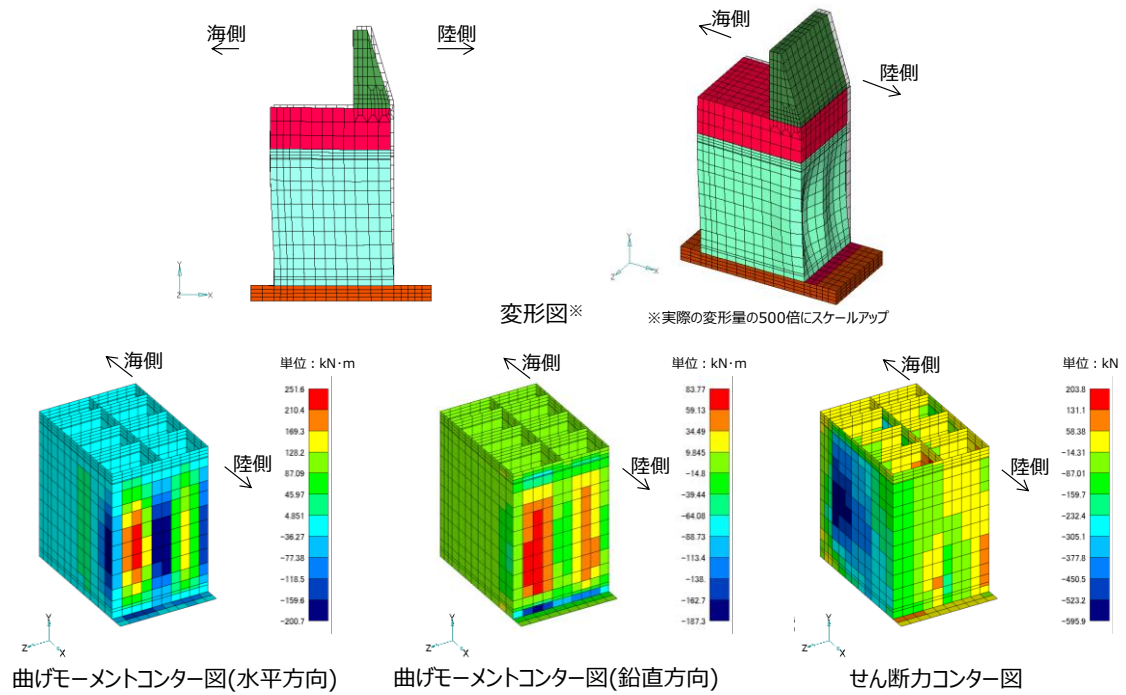 海側
陸側
海側
陸側
Y
Z
X
Y
Z
X
変形図※
※実際の変形量の500倍にスケールアップ
海側
陸側
単位：kN·m
251.6
210.4
169.3
128.2
87.09
45.97
4.851
-36.27
-77.38
-118.5
-159.6
-200.7
Y
Z
X
曲げモーメントコンター図(水平方向)
海側
陸側
単位：kN·m
83.77
59.13
34.49
9.845
-14.8
-39.44
-64.08
-88.73
-113.4
-138
-162.7
-187.3
Y
Z
X
曲げモーメントコンター図(鉛直方向)
海側
陸側
単位：kN
203.8
131.1
58.38
-14.31
-87.01
-159.7
-232.4
-305.1
-377.8
-450.5
-523.2
-595.9
Y
Z
X
せん断力コンター図